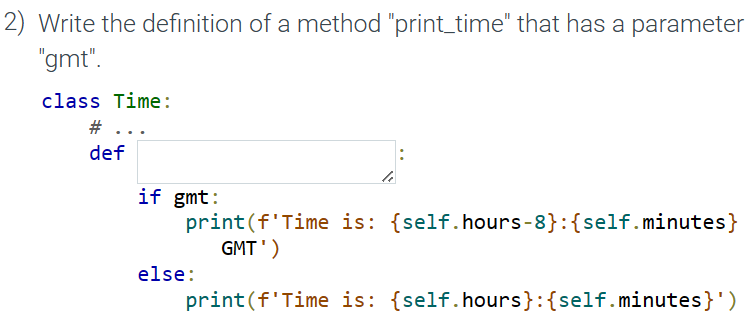 2) Write the definition of a method "print_time" that has a parameter
"gmt".
class Time:
# ...
def :
if gmt:
print(f'Time is: {self.hours-8}:{self.minutes}
GMT')
else:
print(f'Time is: {self.hours}:{self.minutes}')